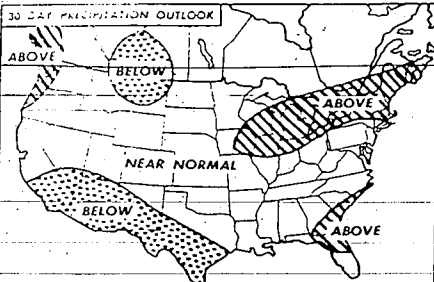 30 DAY PRECIPITATION OUTLOOK
ABOVE
BELOW
ABOVE
NEAR NORMAL
BELOW
ABOVE